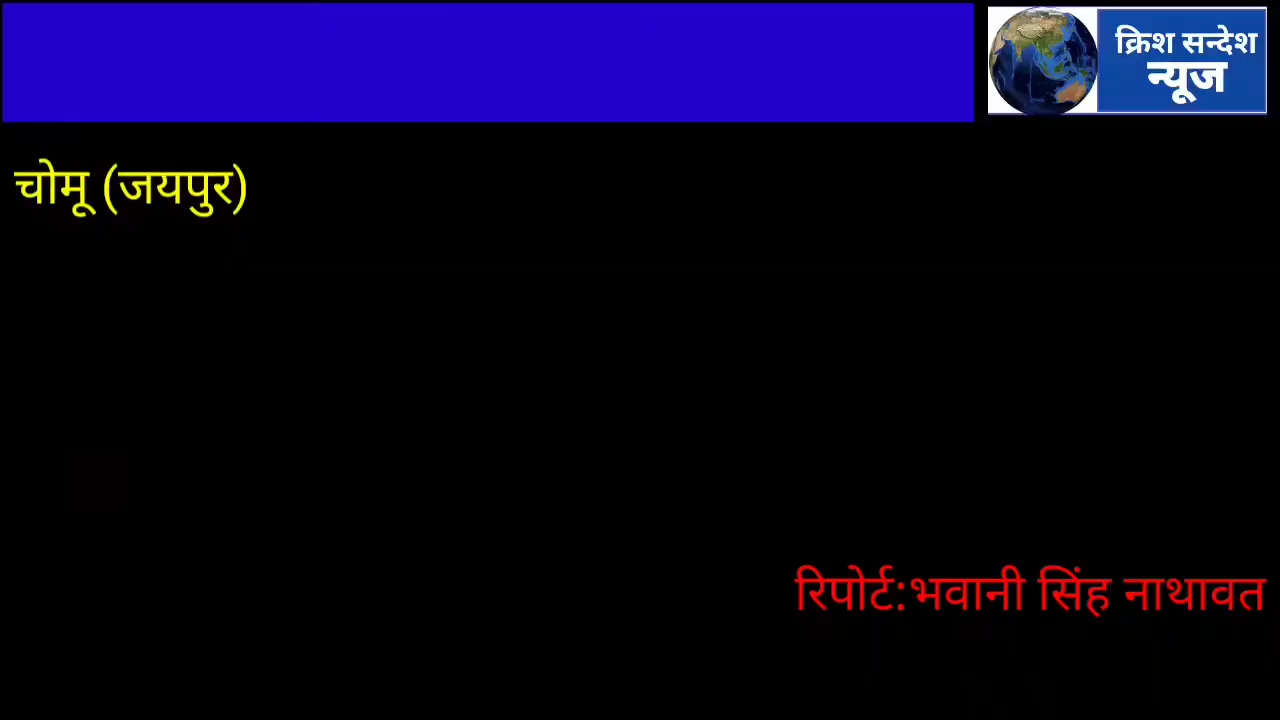 क्रिश सन्देश
न्यूज
चोमू (जयपुर)
रिपोर्ट:भवानी सिंह नाथावत